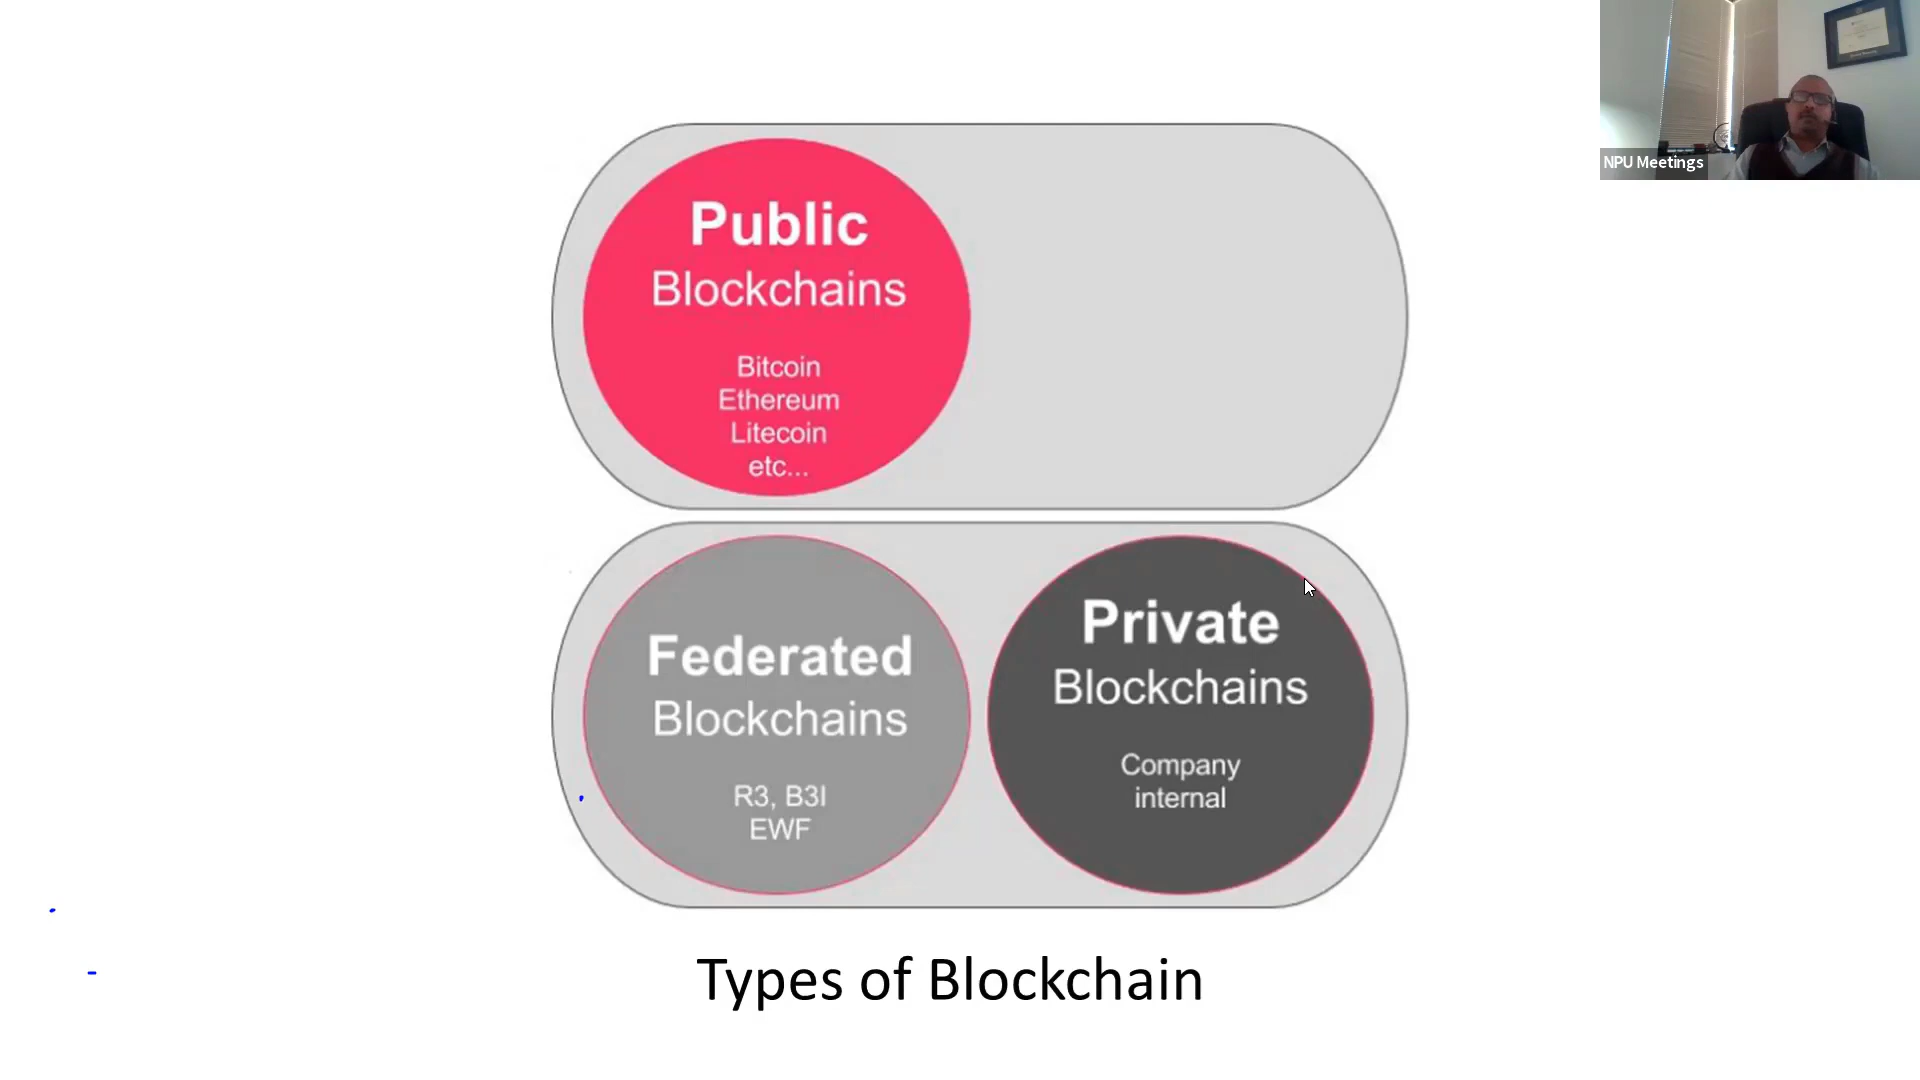 NPU Meetings
Public
Blockchains
Bitcoin
Ethereum
Litecoin
etc...
Federated
Blockchains
R3, B3I
EWF
Private
Blockchains
Company
internal
Types of Blockchain